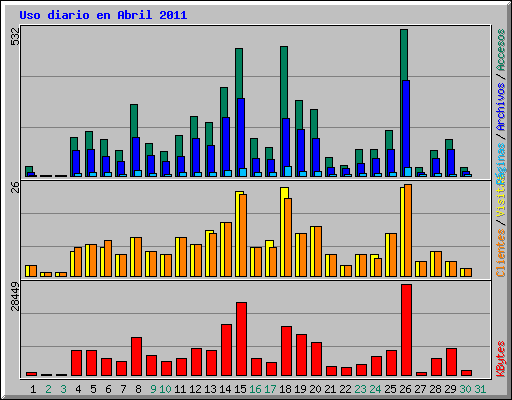 Uso diario en Abril 2011
532
26
28449
Accesos
/ Archivos /
Páginas
Clientes / Visitas
KBytes
1 2 3 4 5 6 7 8 9 10 11 12 13 14 15 16 17 18 19 20 21 22 23 24 25 26 27 28 29 30 31